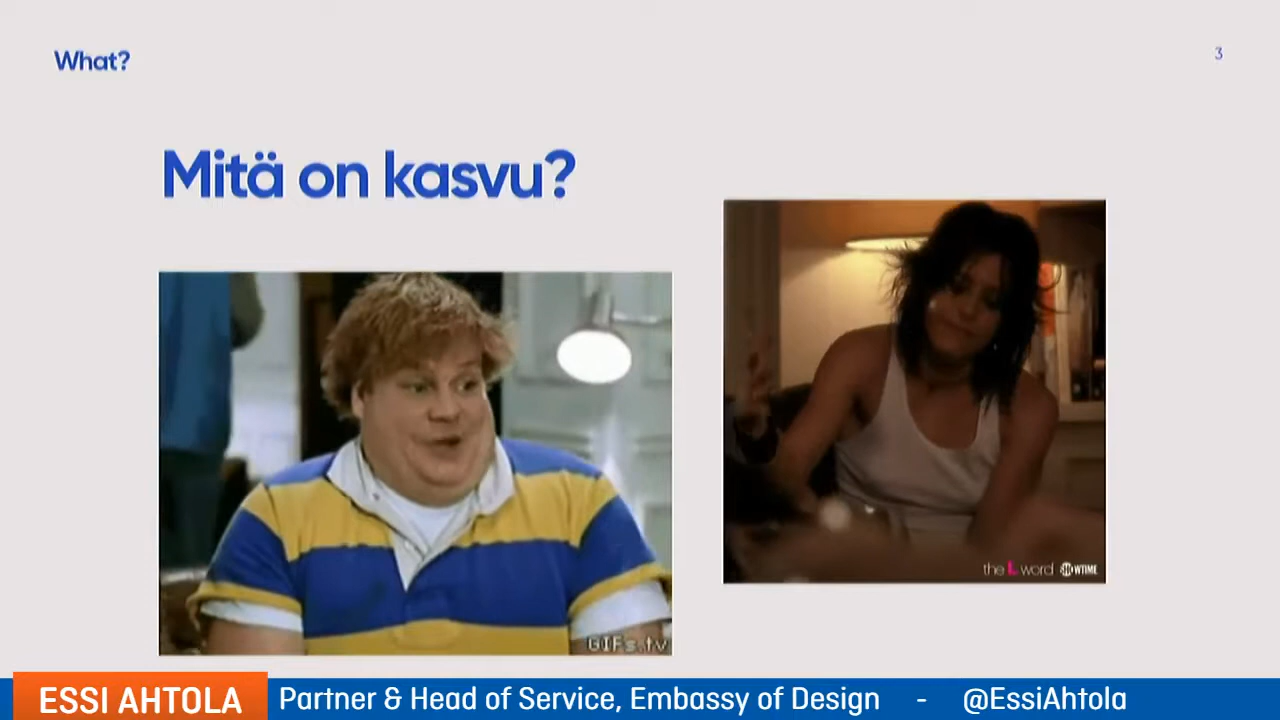 What?
3
Mitä on kasvu?
GIFs.tv
the L word SHOWTIME
ESSI AHTOLA
Partner & Head of Service, Embassy of Design - @EssiAhtola